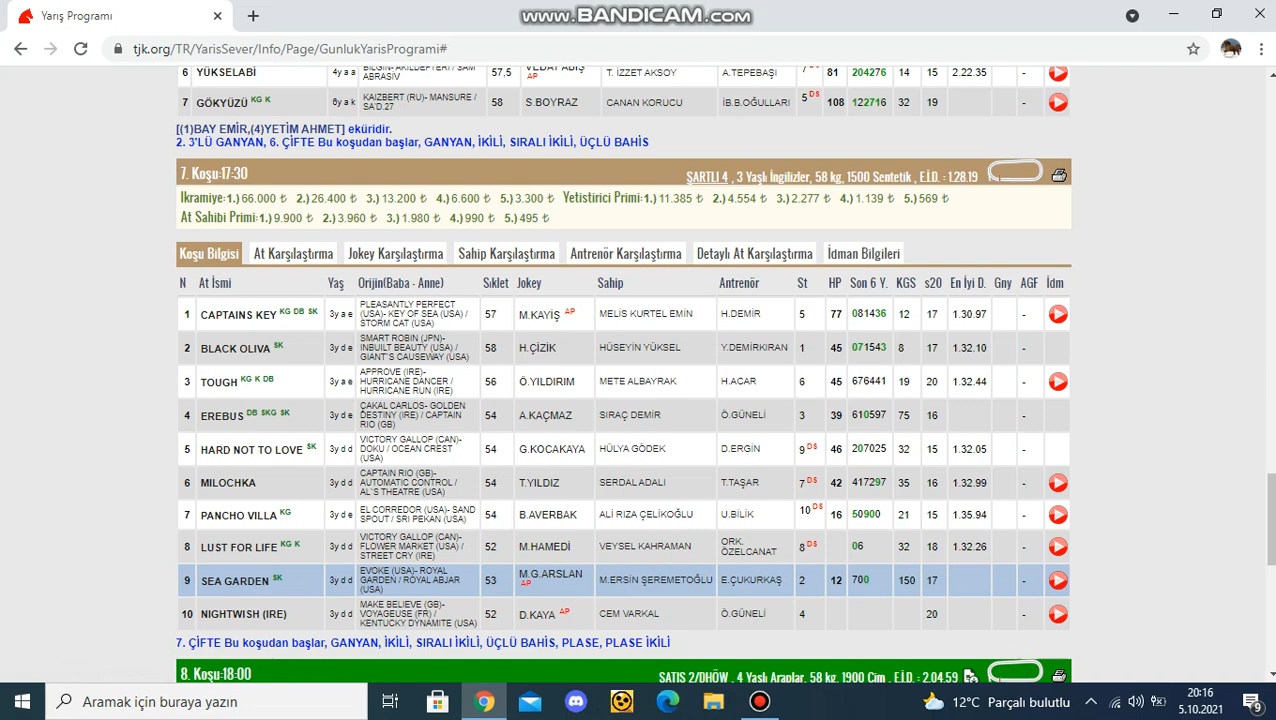 Yarış Programı
www.BANDICAM.com
tjk.org/TR/YarisSever/Info/Page/GunlukYarisProgrami#
6 YÜKSELABİ 4y a a BİLGİN- AKILDEFTERİ / SAM ABRASIV 57,5 VEDAT ABİŞ AP T. İZZET AKSOY A.TEPEBAŞI 7 DS 81 204276 14 15 2.22.35 -
7 GÖKYÜZÜ KG K 6y a k KAIZBERT (RU)- MANSURE / SA'D.27 58 S.BOYRAZ CANAN KORUCU İB.B.OĞULLARI 5 DS 108 122716 32 19 -
[(1)BAY EMİR,(4)YETİM AHMET] eküridir.
2. 3'LÜ GANYAN, 6. ÇİFTE Bu koşudan başlar, GANYAN, İKİLİ, SIRALI İKİLİ, ÜÇLÜ BAHİS
7. Koşu:17:30 ŞARTLI 4 , 3 Yaşlı İngilizler, 58 kg, 1500 Sentetik , E.İ.D. : 1.28.19
Ikramiye:1.) 66.000 ₺ 2.) 26.400 ₺ 3.) 13.200 ₺ 4.) 6.600 ₺ 5.) 3.300 ₺ Yetistirici Primi:1.) 11.385 ₺ 2.) 4.554 ₺ 3.) 2.277 ₺ 4.) 1.139 ₺ 5.) 569 ₺
At Sahibi Primi:1.) 9.900 ₺ 2.) 3.960 ₺ 3.) 1.980 ₺ 4.) 990 ₺ 5.) 495 ₺
Koşu Bilgisi At Karşılaştırma Jokey Karşılaştırma Sahip Karşılaştırma Antrenör Karşılaştırma Detaylı At Karşılaştırma İdman Bilgileri
N At İsmi Yaş Orijin(Baba - Anne) Sıklet Jokey Sahip Antrenör St HP Son 6 Y. KGS s20 En İyi D. Gny AGF İdm
1 CAPTAINS KEY KG DB SK 3y a e PLEASANTLY PERFECT (USA)- KEY OF SEA (USA) / STORM CAT (USA) 57 M.KAYİŞ AP MELİS KURTEL EMİN H.DEMİR 5 77 081436 12 17 1.30.97 -
2 BLACK OLIVA SK 3y d e SMART ROBIN (JPN)- INBUILT BEAUTY (USA) / GIANT'S CAUSEWAY (USA) 58 H.ÇİZİK HÜSEYİN YÜKSEL Y.DEMİRKIRAN 1 45 071543 8 17 1.32.10 -
3 TOUGH KG K DB 3y a e APPROVE (IRE)- HURRICANE DANCER / HURRICANE RUN (IRE) 56 Ö.YILDIRIM METE ALBAYRAK H.ACAR 6 45 676441 19 20 1.32.44 -
4 EREBUS DB SKG SK 3y d e ÇAKAL CARLOS- GOLDEN DESTINY (IRE) / CAPTAIN RIO (GB) 54 A.KAÇMAZ SIRAÇ DEMİR Ö.GÜNELİ 3 39 610597 75 16 -
5 HARD NOT TO LOVE SK 3y d d VICTORY GALLOP (CAN)- DOKU / OCEAN CREST (USA) 54 G.KOCAKAYA HÜLYA GÖDEK D.ERGİN 9 DS 46 207025 32 15 1.32.05 -
6 MILOCHKA 3y d d CAPTAIN RIO (GB)- AUTOMATIC CONTROL / AL'S THEATRE (USA) 54 T.YILDIZ SERDAL ADALI T.TAŞAR 7 DS 42 417297 35 16 1.32.99 -
7 PANCHO VILLA KG 3y d e EL CORREDOR (USA)- SAND SPOUT / SRI PEKAN (USA) 54 B.AVERBAK ALİ RIZA ÇELİKOĞLU U.BİLİK 10 DS 16 50900 21 15 1.35.94 -
8 LUST FOR LIFE KG K 3y d d VICTORY GALLOP (CAN)- FLOWER MARKET (USA) / STREET CRY (IRE) 52 M.HAMEDİ VEYSEL KAHRAMAN ORK. ÖZELCANAT 8 DS 06 32 18 1.32.26 -
9 SEA GARDEN SK 3y d d EVOKE (USA)- ROYAL GARDEN / ROYAL ABJAR (USA) 53 M.G.ARSLAN AP M.ERSİN ŞEREMETOĞLU E.ÇUKURKAŞ 2 12 700 150 17 -
10 NIGHTWISH (IRE) 3y d d MAKE BELIEVE (GB)- VOYAGEUSE (FR) / KENTUCKY DYNAMITE (USA) 52 D.KAYA AP CEM VARKAL Ö.GÜNELİ 4 20 -
7. ÇİFTE Bu koşudan başlar, GANYAN, İKİLİ, SIRALI İKİLİ, ÜÇLÜ BAHİS, PLASE, PLASE İKİLİ
8. Koşu:18:00 SATIŞ 2/DHÖW , 4 Yaşlı Araplar, 58 kg, 1900 Çim , E.İ.D. : 2.04.59
Aramak için buraya yazın
12°C Parçalı bulutlu
20:16
5.10.2021
9